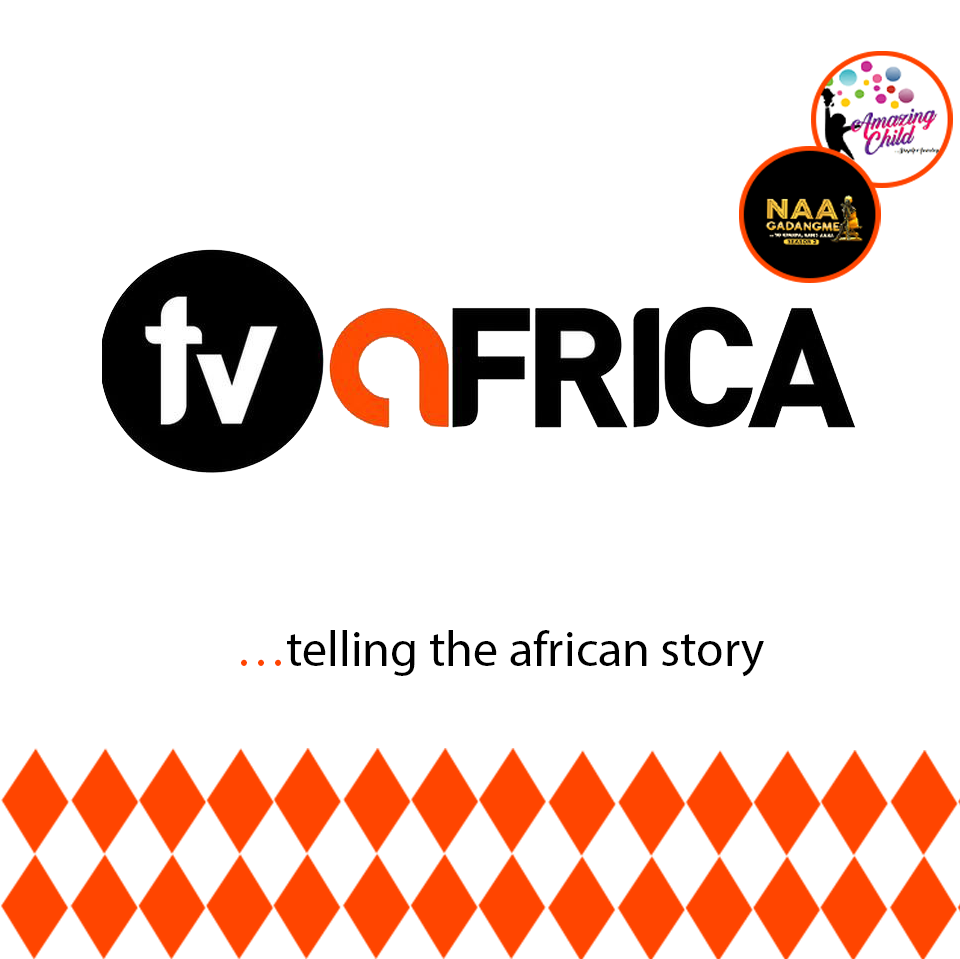 Amazing
Child
NAA
GADANGME
SEASON 2
tv aFRICA
...telling the african story